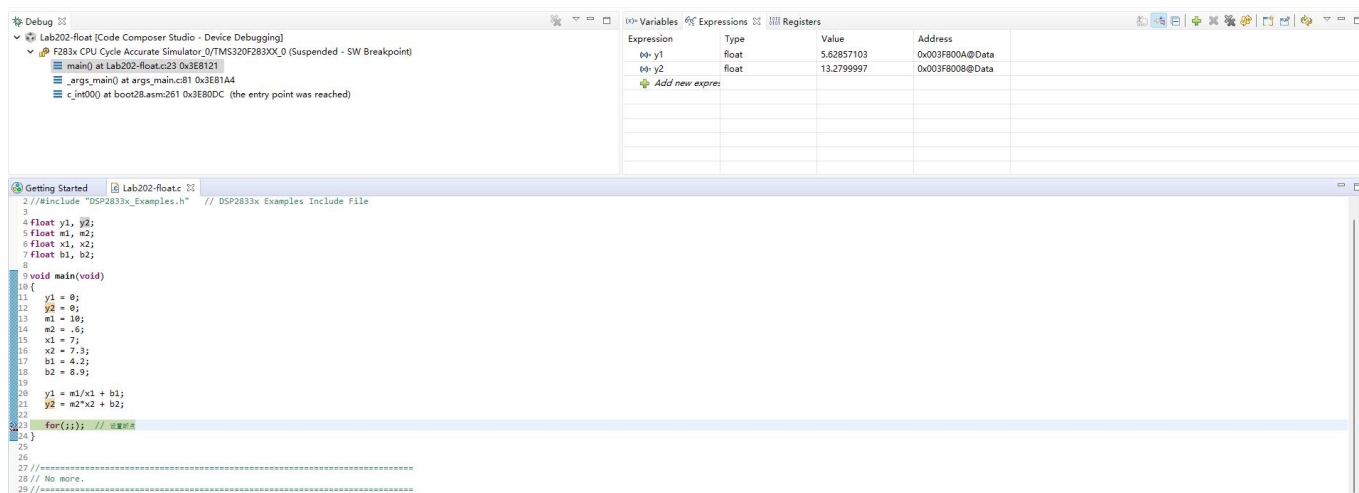 Debug
Lab202-float [Code Composer Studio - Device Debugging]
F283x CPU Cycle Accurate Simulator_0/TMS320F283XX_0 (Suspended - SW Breakpoint)
main() at Lab202-float.c:23 0x3E8121
_args_main() at args_main.c:81 0x3E81A4
c_int00() at boot28.asm:261 0x3E80DC (the entry point was reached)
(x)= Variables Expressions Registers
Expression Type Value Address
(x)= y1 float 5.62857103 0x003F800A@Data
(x)= y2 float 13.2799997 0x003F8008@Data
Add new expres
Getting Started Lab202-float.c
2 //#include "DSP2833x_Examples.h" // DSP2833x Examples Include File
3
4 float y1, y2;
5 float m1, m2;
6 float x1, x2;
7 float b1, b2;
8
9 void main(void)
10 {
11 y1 = 0;
12 y2 = 0;
13 m1 = 10;
14 m2 = .6;
15 x1 = 7;
16 x2 = 7.3;
17 b1 = 4.2;
18 b2 = 8.9;
19
20 y1 = m1/x1 + b1;
21 y2 = m2*x2 + b2;
22
23 for(;;); // 设置断点
24 }
25
26
27 //===========================================================================
28 // No more.
29 //===========================================================================